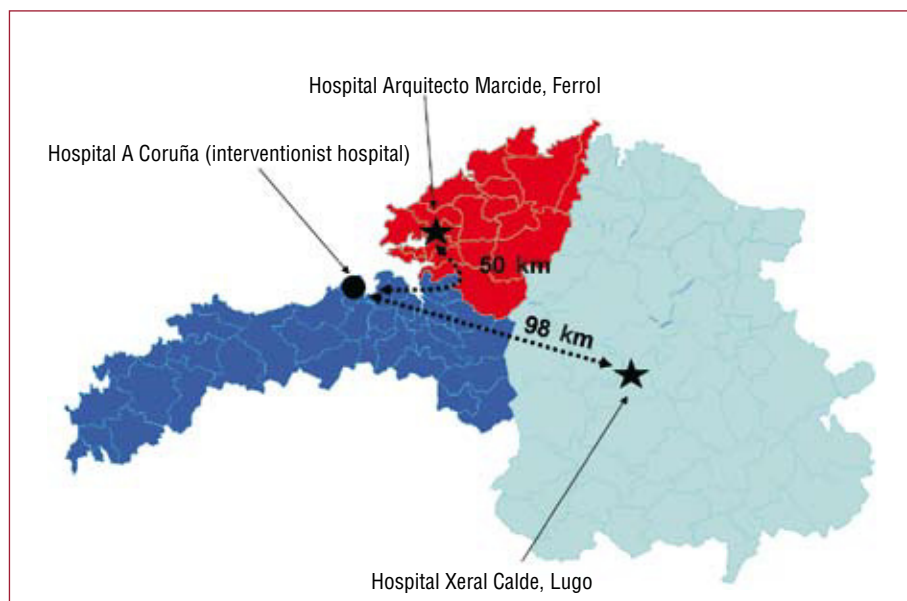 Hospital Arquitecto Marcide, Ferrol
Hospital A Coruña (interventionist hospital)
50 km
98 km
Hospital Xeral Calde, Lugo